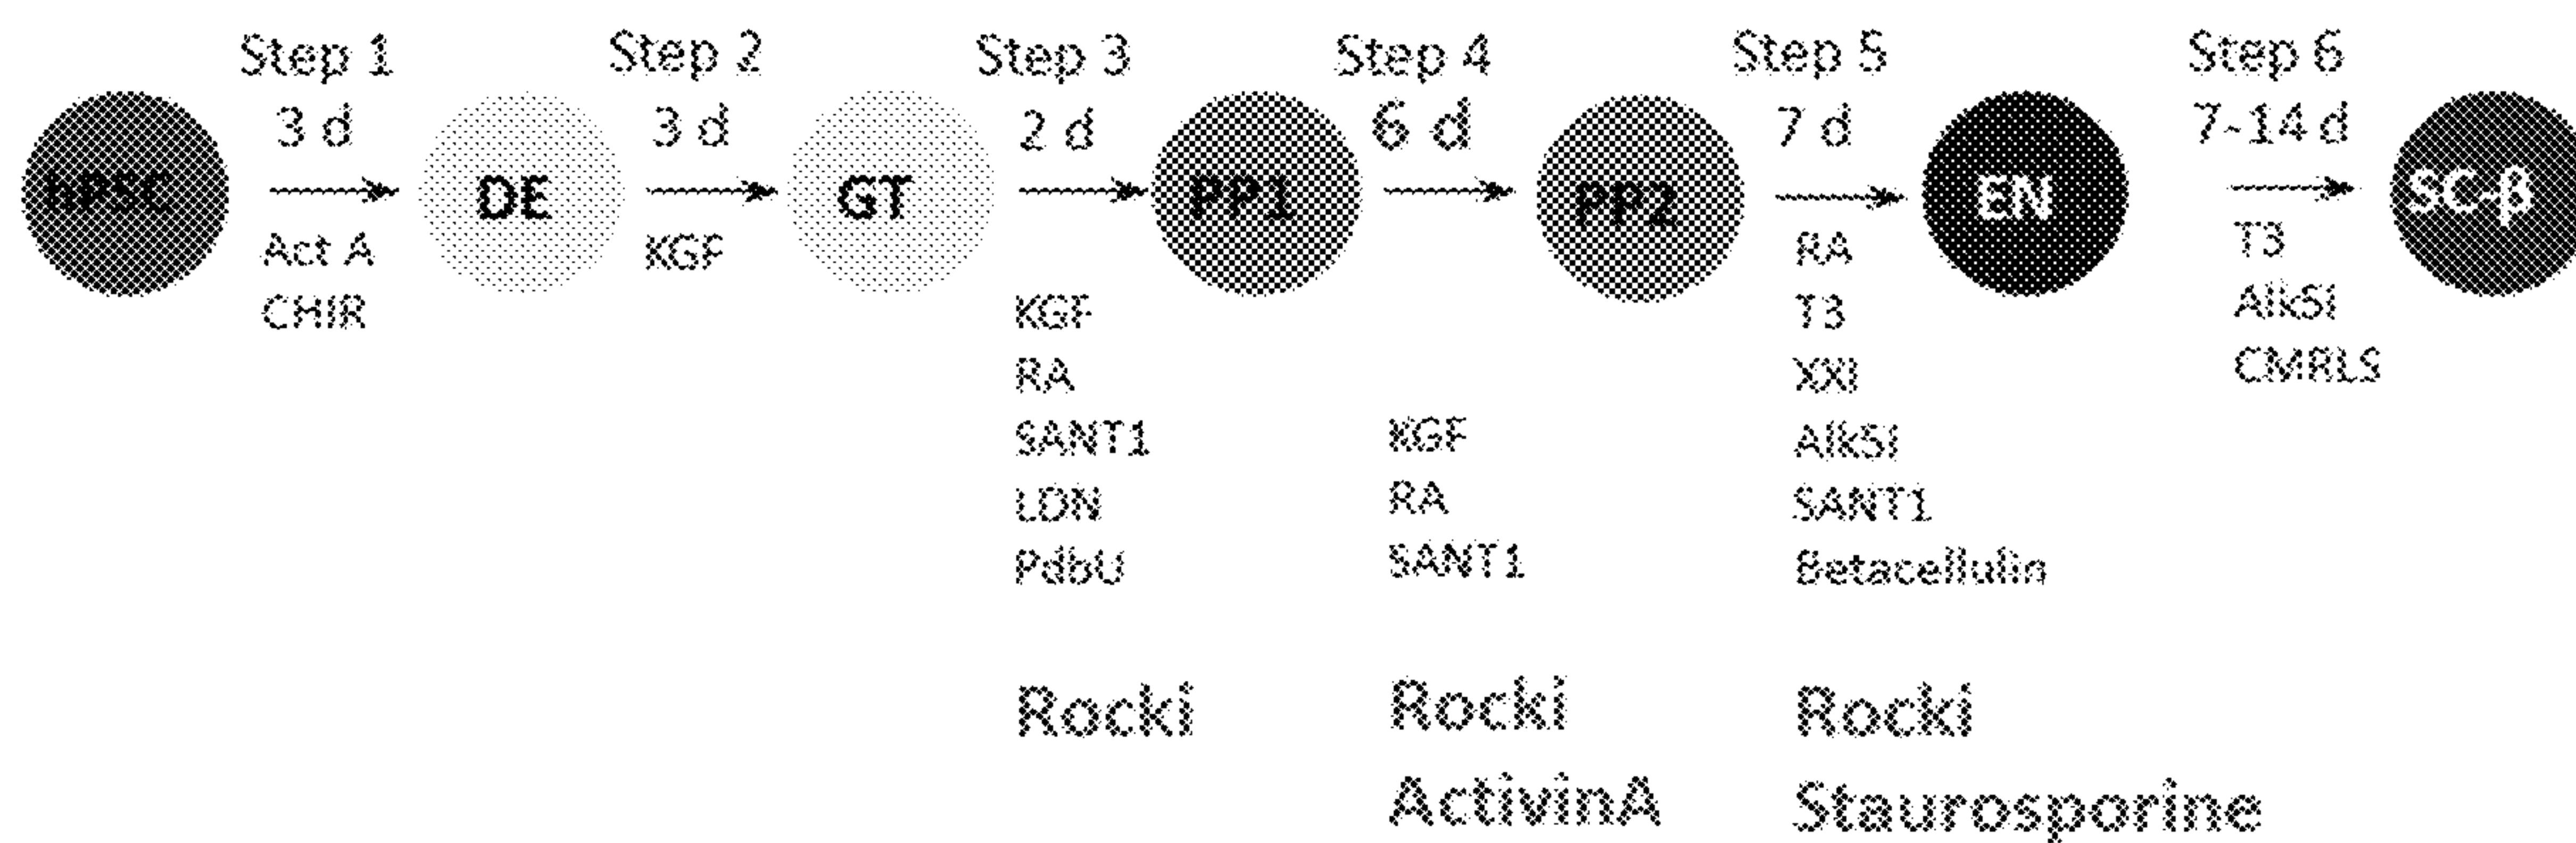 Step 1
3 d
Step 2
3 d
Step 3
2 d
Step 4
6 d
Step 5
7 d
Step 6
7-14 d
hPSC
DE
GT
PP1
PP2
EN
SC-β
Act A
CHIR
KGF
KGF
RA
SANT1
LDN
PdbU
Rocki
KGF
RA
SANT1
Rocki
ActivinA
RA
T3
XXI
Alk5i
SANT1
Betacellulin
Rocki
Staurosporine
T3
Alk5i
CMRLS